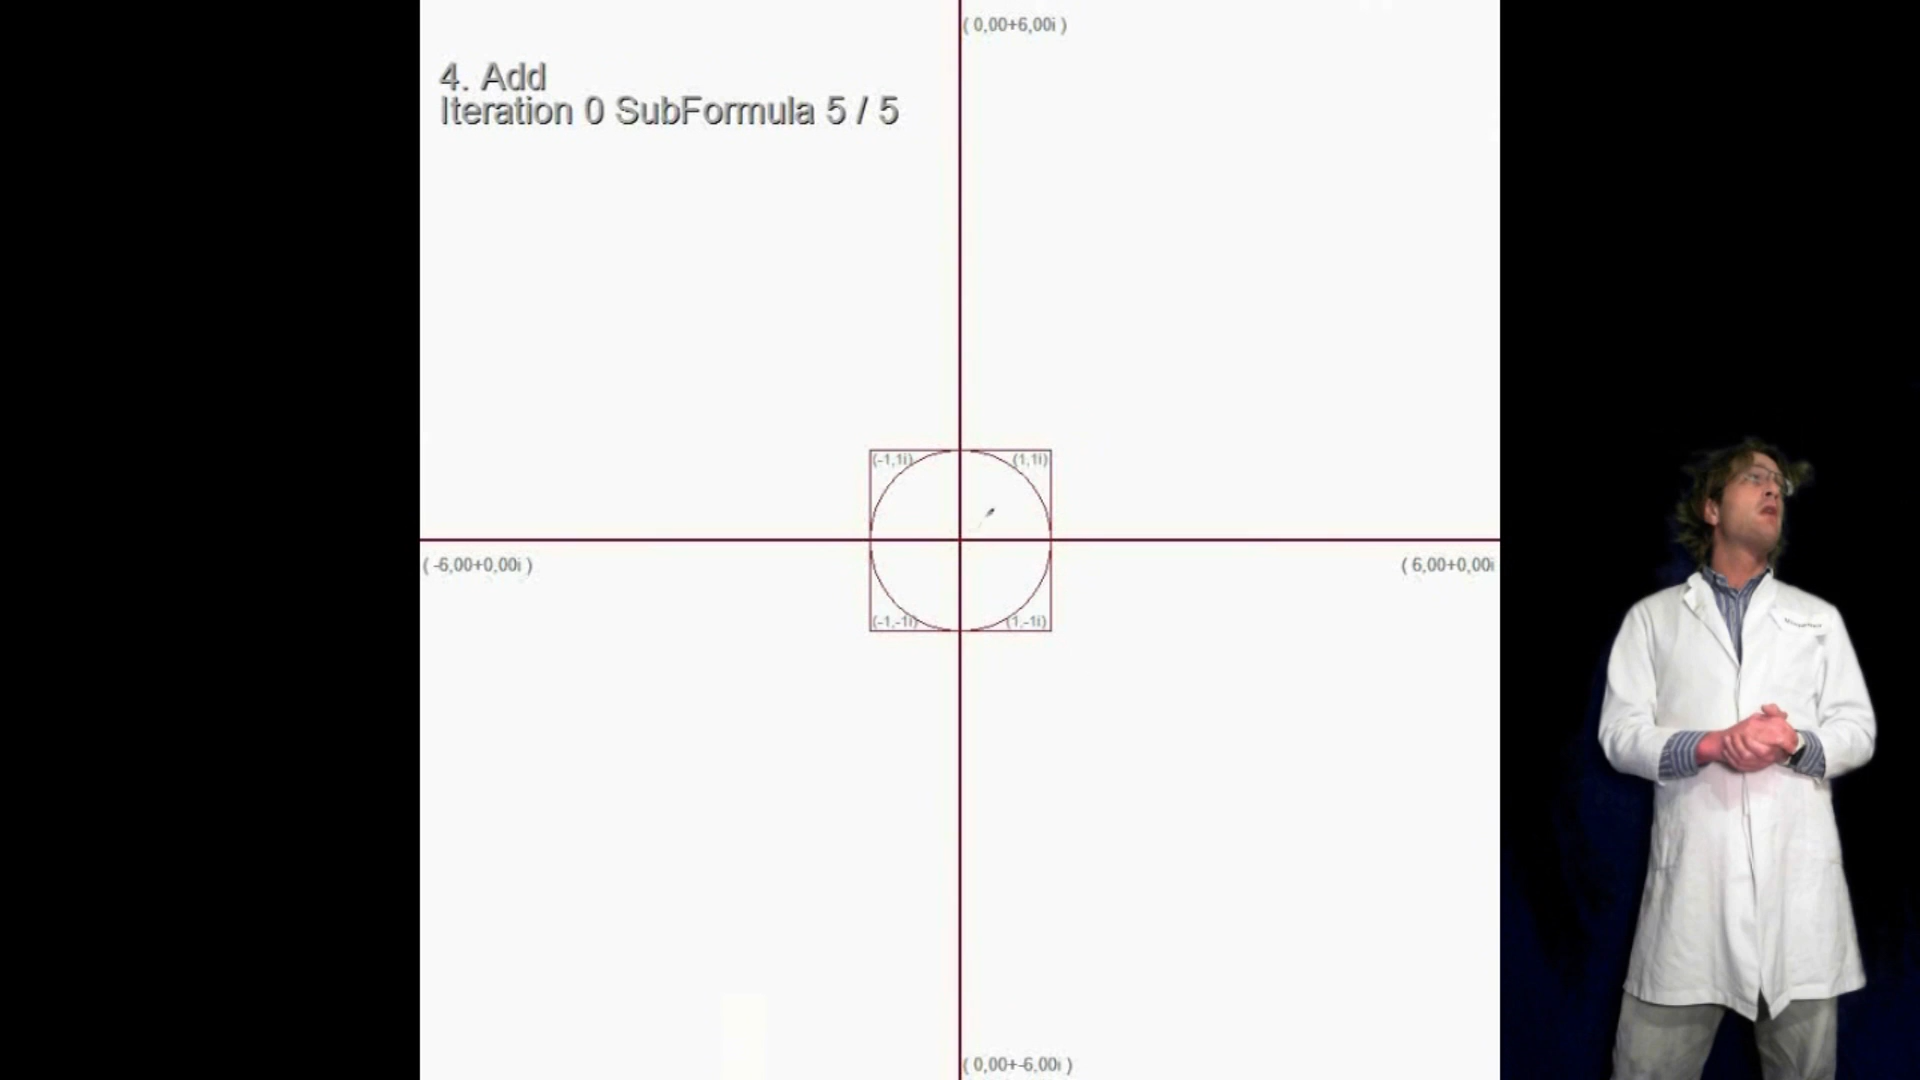 ( 0,00+6,00i )
4. Add
Iteration 0 SubFormula 5 / 5
(-1,1i)
(1,1i)
( -6,00+0,00i )
( 6,00+0,00i
(-1,-1i)
(1,-1i)
( 0,00+-6,00i )